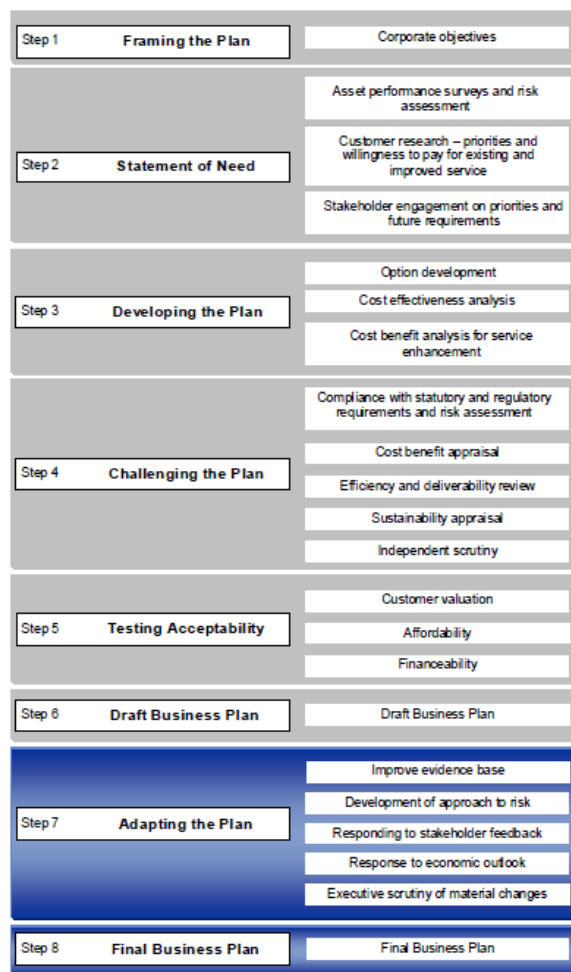 Step 1 Framing the Plan
Corporate objectives
Step 2 Statement of Need
Asset performance surveys and risk
assessment
Customer research – priorities and
willingness to pay for existing and
improved service
Stakeholder engagement on priorities and
future requirements
Step 3 Developing the Plan
Option development
Cost effectiveness analysis
Cost benefit analysis for service
enhancement
Step 4 Challenging the Plan
Compliance with statutory and regulatory
requirements and risk assessment
Cost benefit appraisal
Efficiency and deliverability review
Sustainability appraisal
Independent scrutiny
Step 5 Testing Acceptability
Customer valuation
Affordability
Financeability
Step 6 Draft Business Plan
Draft Business Plan
Step 7 Adapting the Plan
Improve evidence base
Development of approach to risk
Responding to stakeholder feedback
Response to economic outlook
Executive scrutiny of material changes
Step 8 Final Business Plan
Final Business Plan